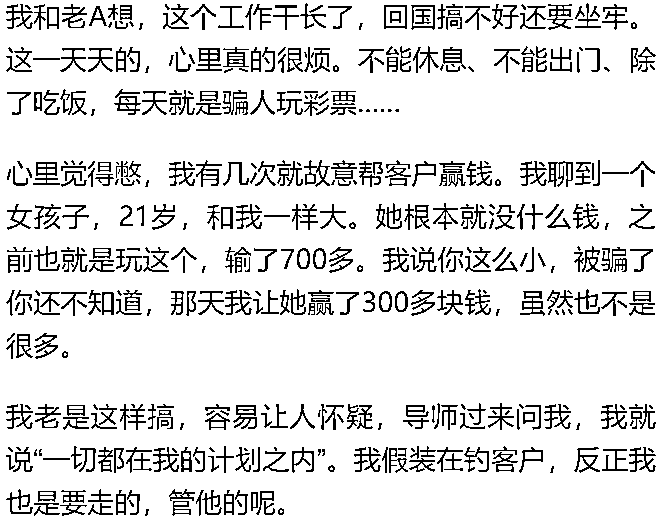 我和老A想，这个工作干长了，回国搞不好还要坐牢。
这一天天的，心里真的很烦。不能休息、不能出门、除
了吃饭，每天就是骗人玩彩票……
心里觉得憋，我有几次就故意帮客户赢钱。我聊到一个
女孩子，21岁，和我一样大。她根本就没什么钱，之
前也就是玩这个，输了700多。我说你这么小，被骗了
你还不知道，那天我让她赢了300多块钱，虽然也不是
很多。
我老是这样搞，容易让人怀疑，导师过来问我，我就
说“一切都在我的计划之内”。我假装在钓客户，反正我
也是要走的，管他的呢。